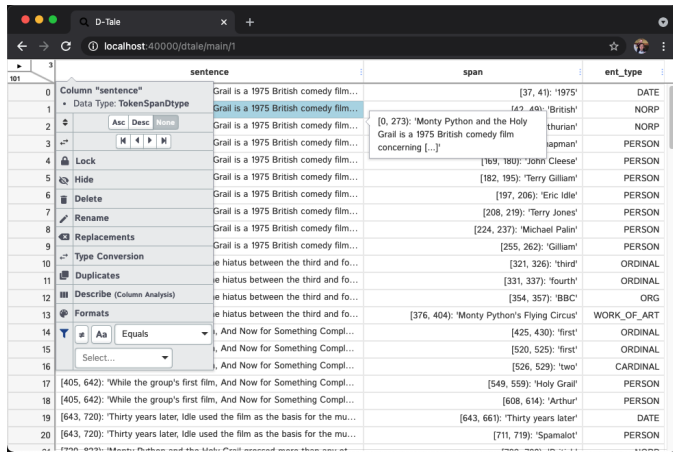 D-Tale
localhost:40000/dtale/main/1
3
101
sentence span ent_type
0 Grail is a 1975 British comedy film... [37, 41): '1975' DATE
1 Grail is a 1975 British comedy film... [42, 49): 'British' NORP
2 Grail is a 1975 British comedy film... thurian' NORP
3 Grail is a 1975 British comedy film... apman' PERSON
4 Grail is a 1975 British comedy film... [169, 180): 'John Cleese' PERSON
5 Grail is a 1975 British comedy film... [182, 195): 'Terry Gilliam' PERSON
6 Grail is a 1975 British comedy film... [197, 206): 'Eric Idle' PERSON
7 Grail is a 1975 British comedy film... [208, 219): 'Terry Jones' PERSON
8 Grail is a 1975 British comedy film... [224, 237): 'Michael Palin' PERSON
9 Grail is a 1975 British comedy film... [255, 262): 'Gilliam' PERSON
10 e hiatus between the third and fo... [321, 326): 'third' ORDINAL
11 e hiatus between the third and fo... [331, 337): 'fourth' ORDINAL
12 e hiatus between the third and fo... [354, 357): 'BBC' ORG
13 e hiatus between the third and fo... [376, 404): 'Monty Python's Flying Circus' WORK_OF_ART
14 , And Now for Something Compl... [425, 430): 'first' ORDINAL
15 , And Now for Something Compl... [520, 525): 'first' ORDINAL
16 , And Now for Something Compl... [526, 529): 'two' CARDINAL
17 [405, 642): 'While the group's first film, And Now for Something Compl... [549, 559): 'Holy Grail' PERSON
18 [405, 642): 'While the group's first film, And Now for Something Compl... [608, 614): 'Arthur' PERSON
19 [643, 720): 'Thirty years later, Idle used the film as the basis for the mu... [643, 661): 'Thirty years later' DATE
20 [643, 720): 'Thirty years later, Idle used the film as the basis for the mu... [711, 719): 'Spamalot' PERSON
Column "sentence"
Data Type: TokenSpanDtype
Asc Desc None
Lock
Hide
Delete
Rename
Replacements
Type Conversion
Duplicates
Describe (Column Analysis)
Formats
≠ Aa Equals
Select...
[0, 273): 'Monty Python and the Holy
Grail is a 1975 British comedy film
concerning [...]'